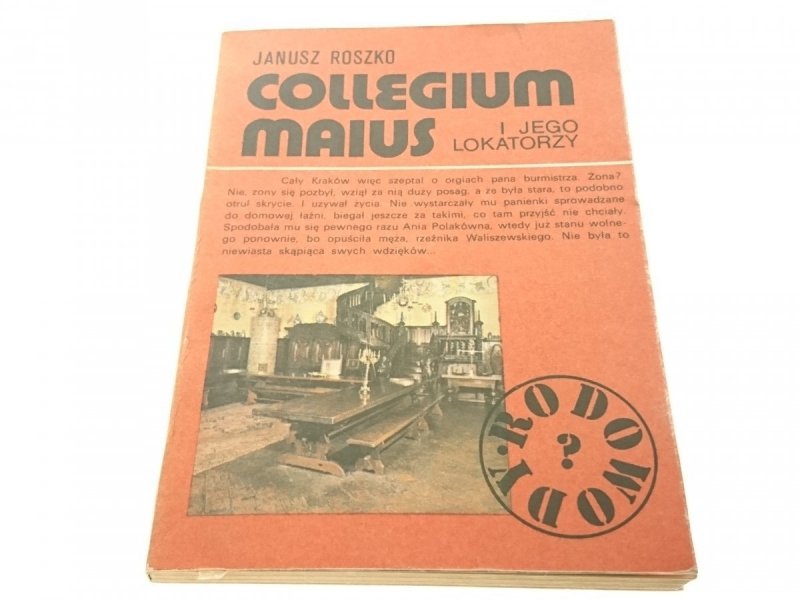 JANUSZ ROSZKO
COLLEGIUM
MAIUS I JEGO
LOKATORZY
Cały Kraków więc szeptał o orgiach pana burmistrza. Żona?
Nie, żony się pozbył, wziął za nią duży posag, a że była stara, to podobno
otruł skrycie. I używał życia. Nie wystarczały mu panienki sprowadzane
do domowej łaźni, biegał jeszcze za takimi, co tam przyjść nie chciały.
Spodobała mu się pewnego razu Ania Polakówna, wtedy już stanu wolne-
go ponownie, bo opuściła męża, rzeźnika Waliszewskiego. Nie była to
niewiasta skąpiąca swych wdzięków...
RODOWODY
?